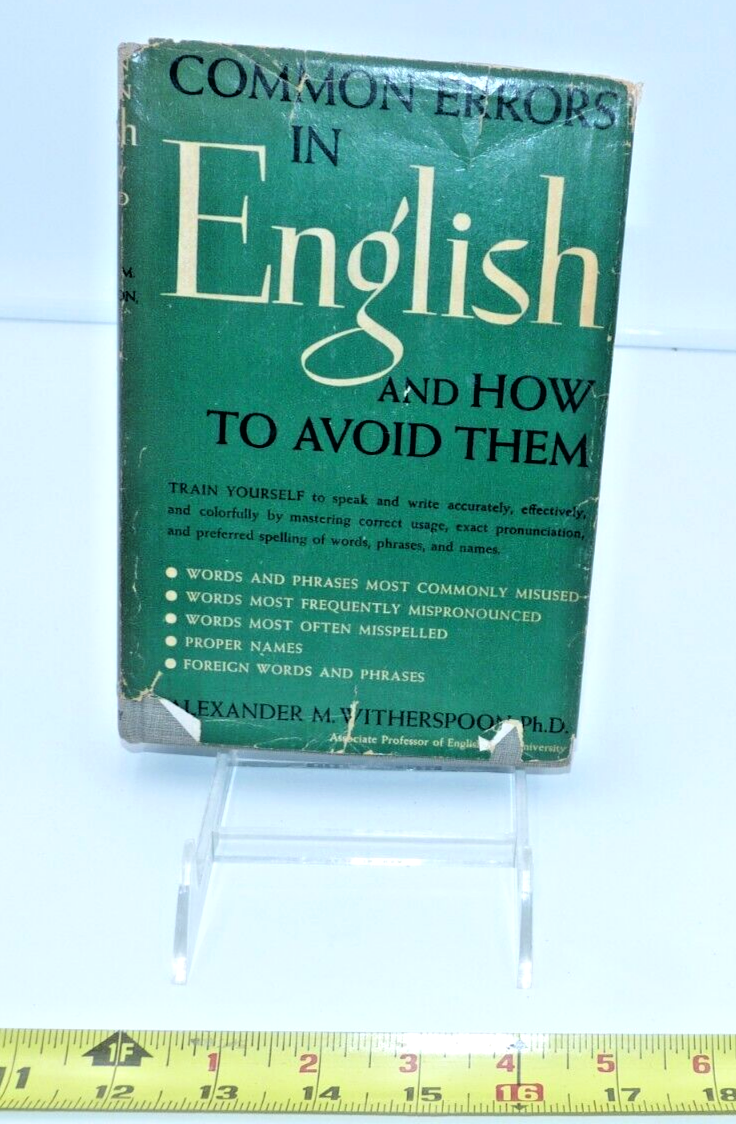 COMMON ERRORS
IN
English
AND HOW
TO AVOID THEM
TRAIN YOURSELF to speak and write accurately, effectively,
and colorfully by mastering correct usage, exact pronunciation,
and preferred spelling of words, phrases, and names.
● WORDS AND PHRASES MOST COMMONLY MISUSED
● WORDS MOST FREQUENTLY MISPRONOUNCED
● WORDS MOST OFTEN MISSPELLED
● PROPER NAMES
● FOREIGN WORDS AND PHRASES
ALEXANDER M. WITHERSPOON, Ph.D.
Associate Professor of English University
1F 1 2 3 4 5 6
11 12 13 14 15 16 17 18